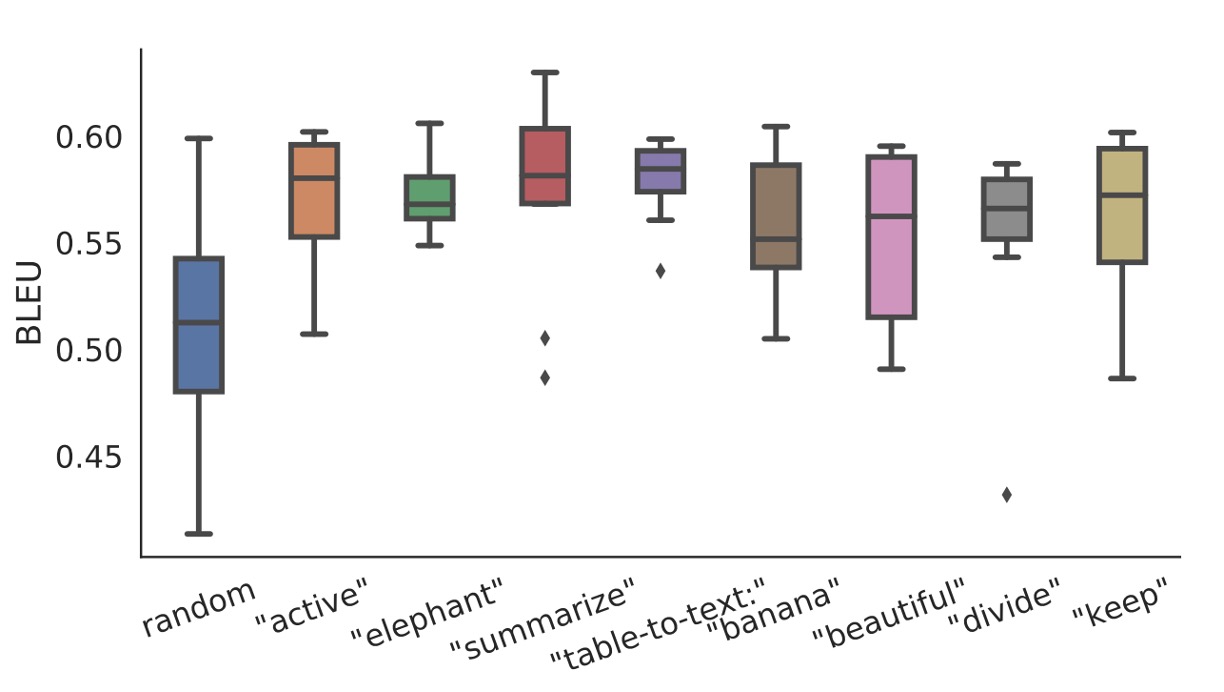 BLEU
0.60
0.55
0.50
0.45
random
"active"
"elephant"
"summarize"
"table-to-text:"
"banana"
"beautiful"
"divide"
"keep"